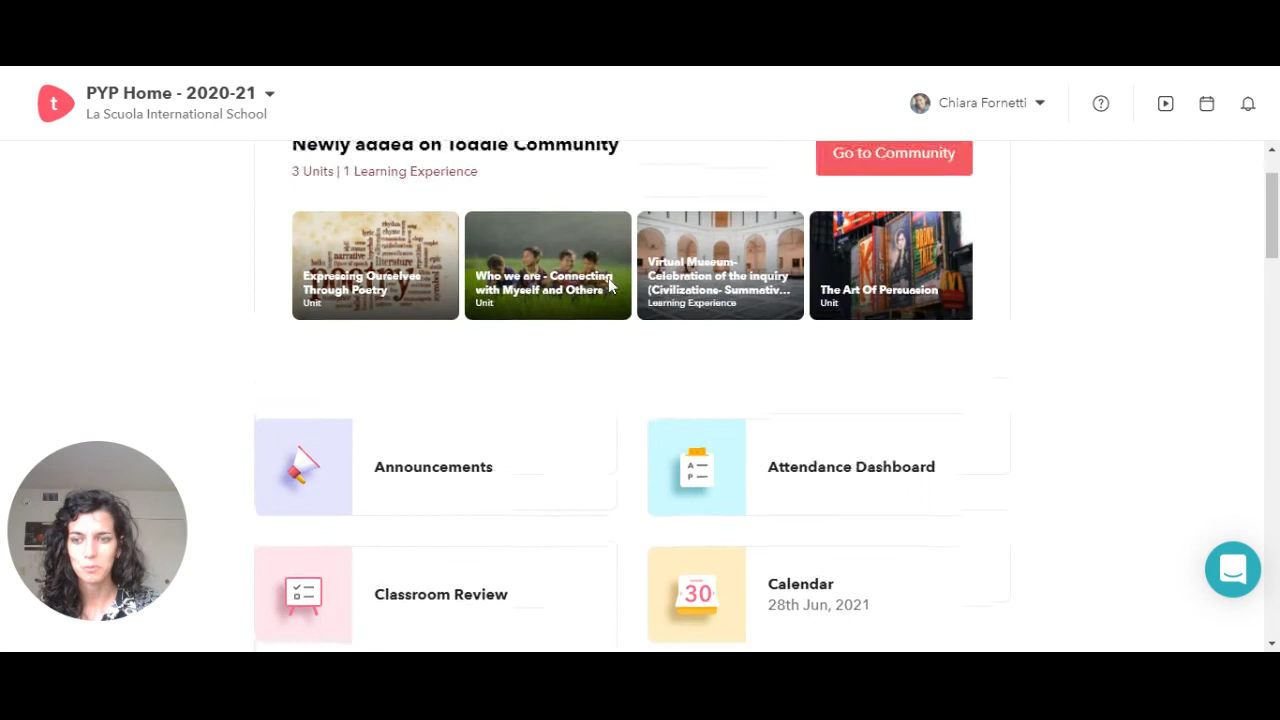 t
PYP Home - 2020-21
La Scuola International School
Chiara Fornetti
Newly added on Toddle Community
3 Units | 1 Learning Experience
Go to Community
Expressing Ourselves
Through Poetry
Unit
Who we are - Connecting
with Myself and Others
Unit
Virtual Museum-
Celebration of the inquiry
(Civilizations- Summativ...
Learning Experience
The Art Of Persuasion
Unit
Announcements
A
P
Attendance Dashboard
Classroom Review
30
Calendar
28th Jun, 2021